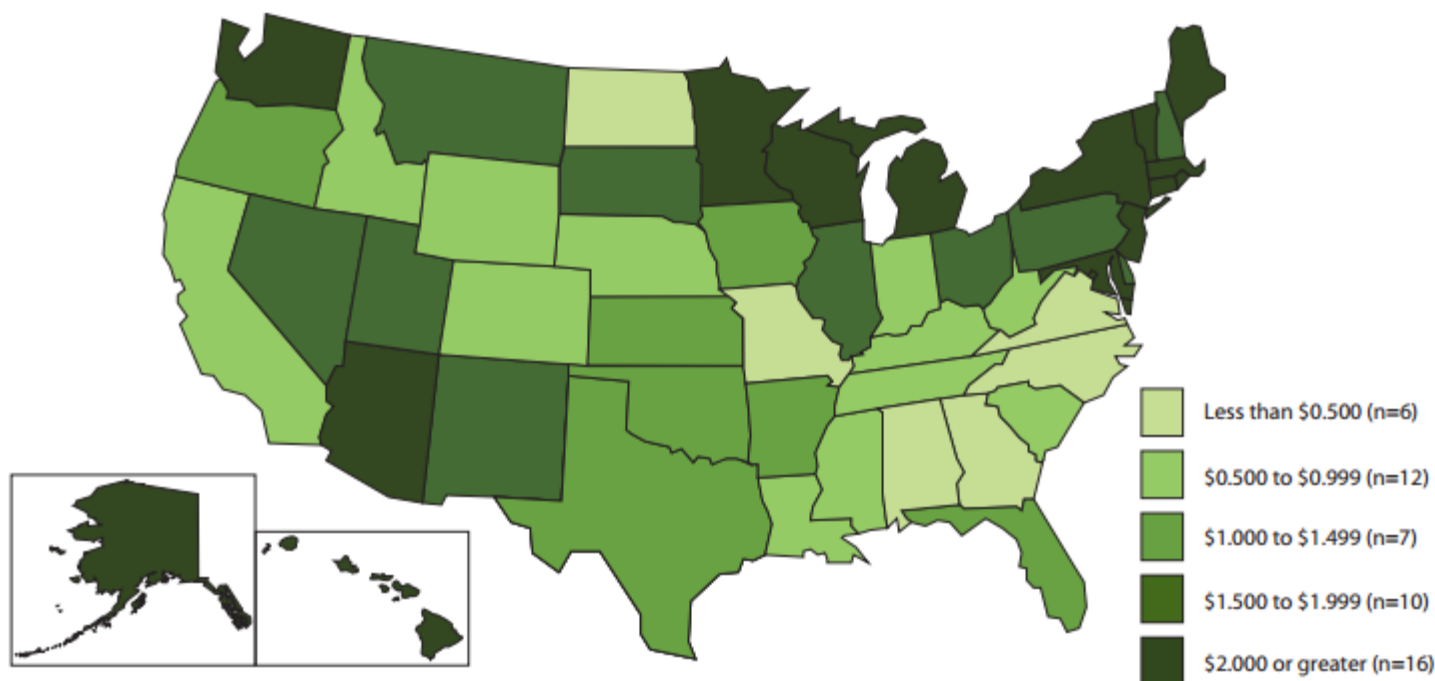 Less than $0.500 (n=6)
$0.500 to $0.999 (n=12)
$1.000 to $1.499 (n=7)
$1.500 to $1.999 (n=10)
$2.000 or greater (n=16)